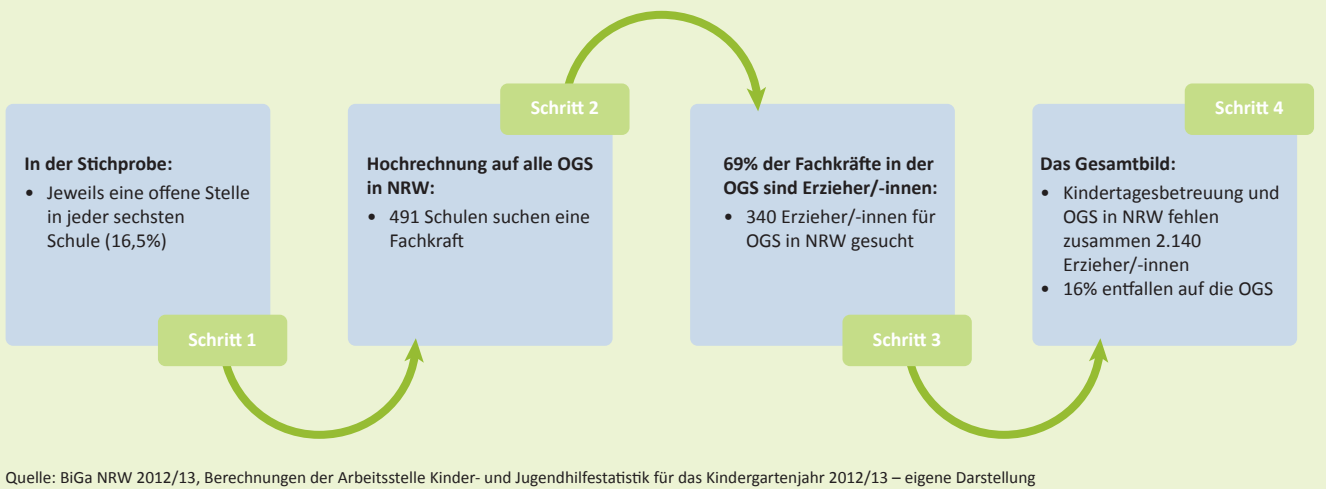 In der Stichprobe:
• Jeweils eine offene Stelle
in jeder sechsten
Schule (16,5%)
Schritt 1
Schritt 2
Hochrechnung auf alle OGS
in NRW:
• 491 Schulen suchen eine
Fachkraft
69% der Fachkräfte in der
OGS sind Erzieher/-innen:
• 340 Erzieher/-innen für
OGS in NRW gesucht
Schritt 3
Schritt 4
Das Gesamtbild:
• Kindertagesbetreuung und
OGS in NRW fehlen
zusammen 2.140
Erzieher/-innen
• 16% entfallen auf die OGS
Quelle: BiGa NRW 2012/13, Berechnungen der Arbeitsstelle Kinder- und Jugendhilfestatistik für das Kindergartenjahr 2012/13 – eigene Darstellung